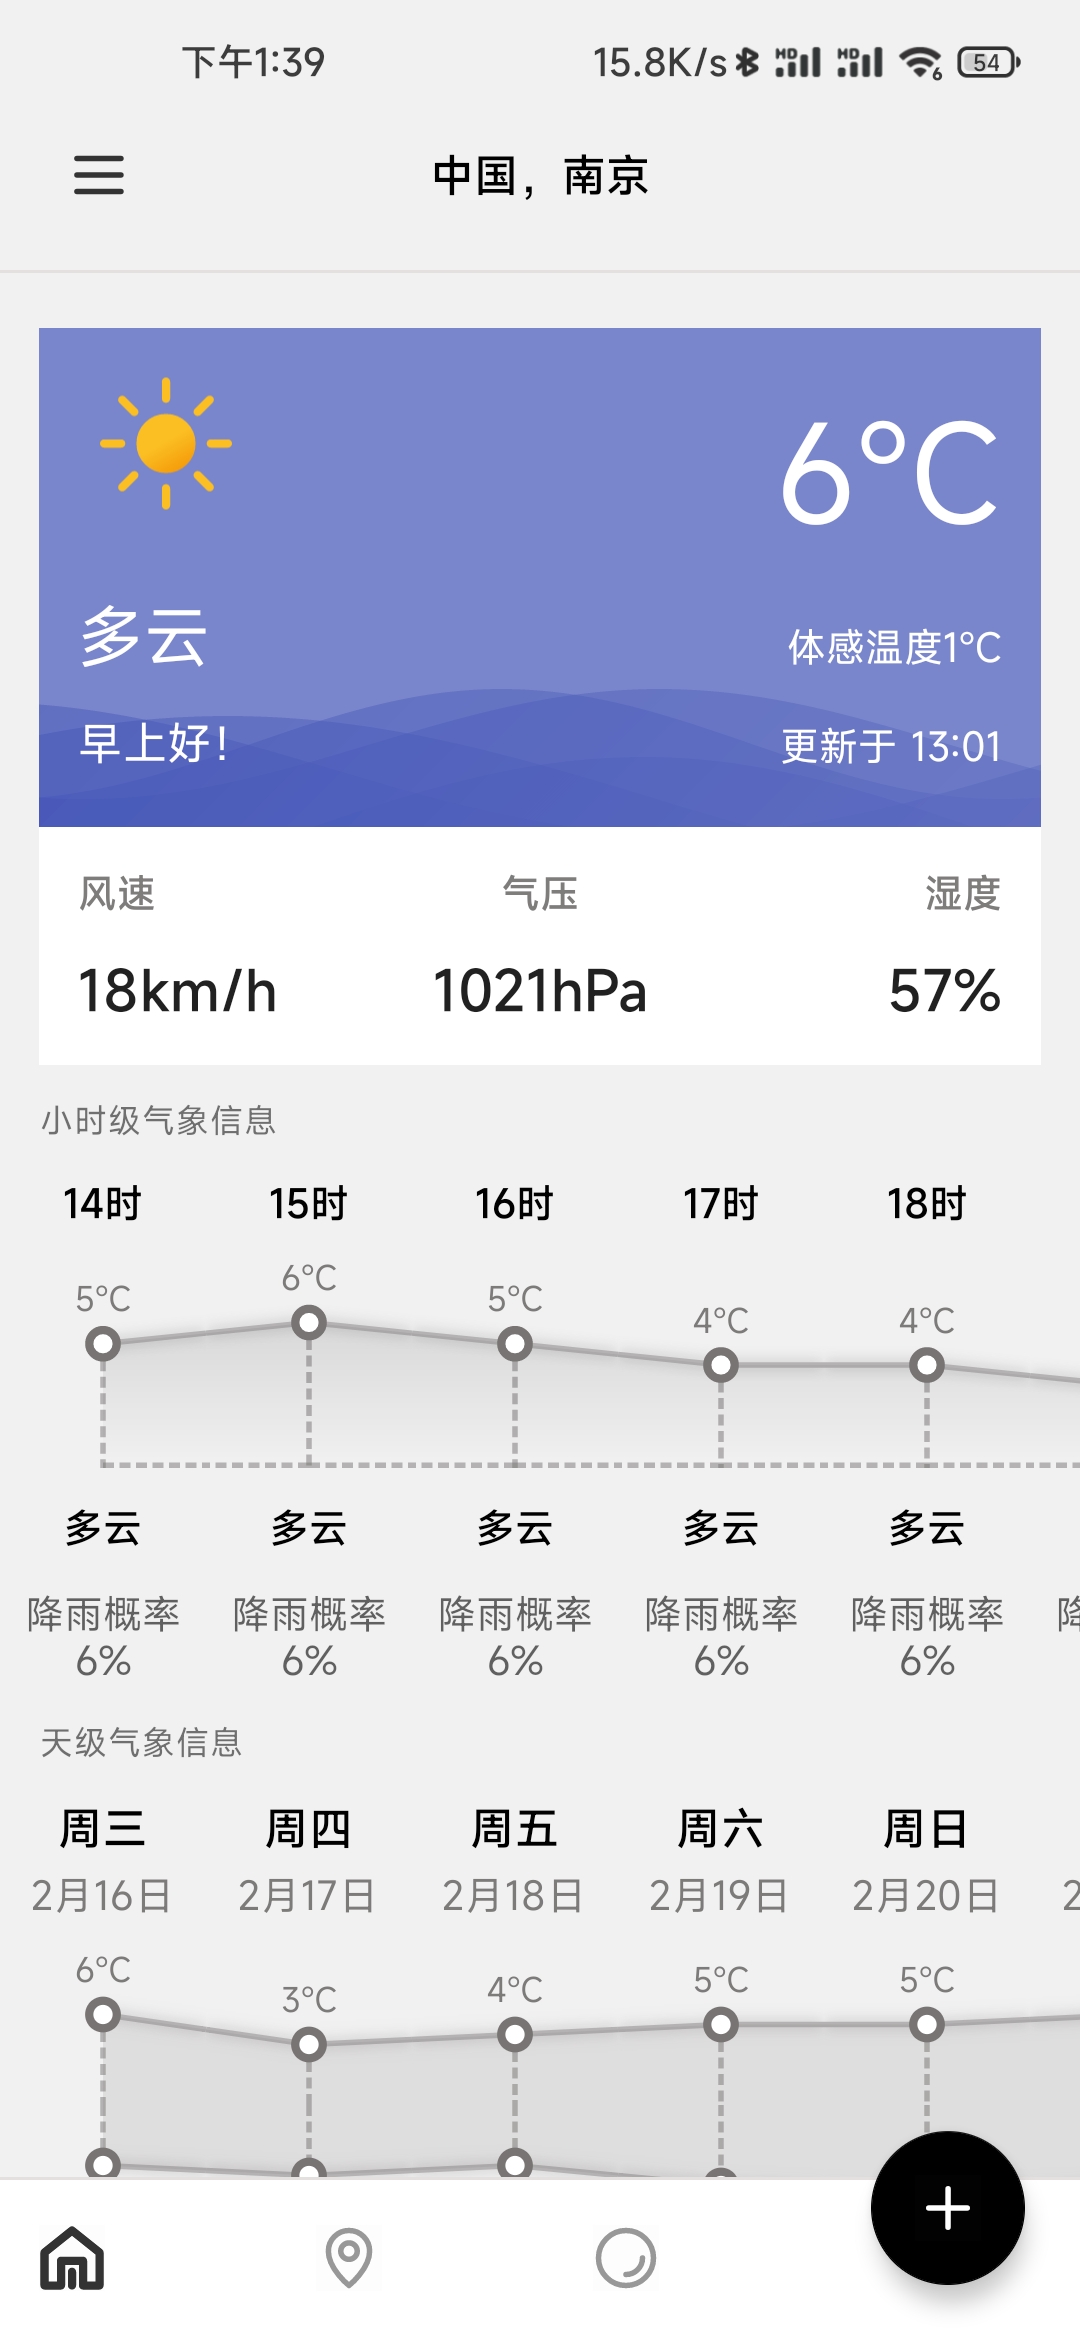 下午1:39
15.8K/s HD HD 6 54
中国，南京
6°C
多云
体感温度1°C
早上好！
更新于 13:01
风速 气压 湿度
18km/h 1021hPa 57%
小时级气象信息
14时 15时 16时 17时 18时
5°C 6°C 5°C 4°C 4°C
多云 多云 多云 多云 多云
降雨概率 降雨概率 降雨概率 降雨概率 降雨概率
6% 6% 6% 6% 6%
天级气象信息
周三 周四 周五 周六 周日
2月16日 2月17日 2月18日 2月19日 2月20日 2
6°C 3°C 4°C 5°C 5°C